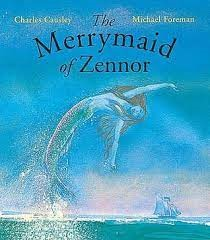 Charles Causley Michael Foreman
The
Merrymaid
of Zennor